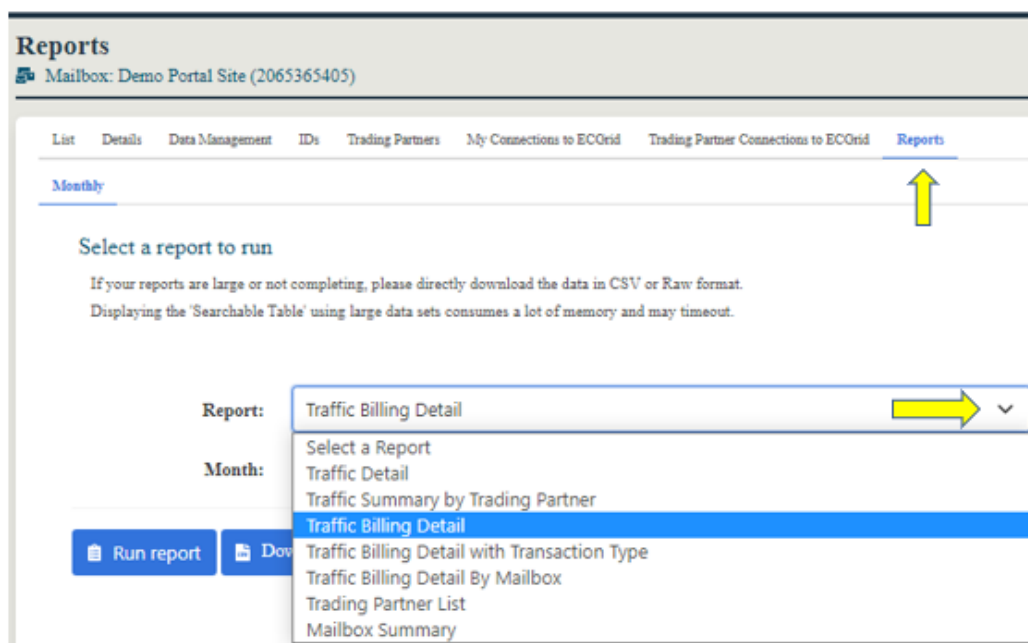 Reports
Mailbox: Demo Portal Site (2065365405)
List Details Data Management IDs Trading Partners My Connections to ECGrid Trading Partner Connections to ECGrid Reports
Monthly
Select a report to run
If your reports are large or not completing, please directly download the data in CSV or Raw format.
Displaying the 'Searchable Table' using large data sets consumes a lot of memory and may timeout.
Report: Traffic Billing Detail
Select a Report
Month: Traffic Detail
Traffic Summary by Trading Partner
Traffic Billing Detail
Run report Traffic Billing Detail with Transaction Type
Traffic Billing Detail By Mailbox
Trading Partner List
Mailbox Summary